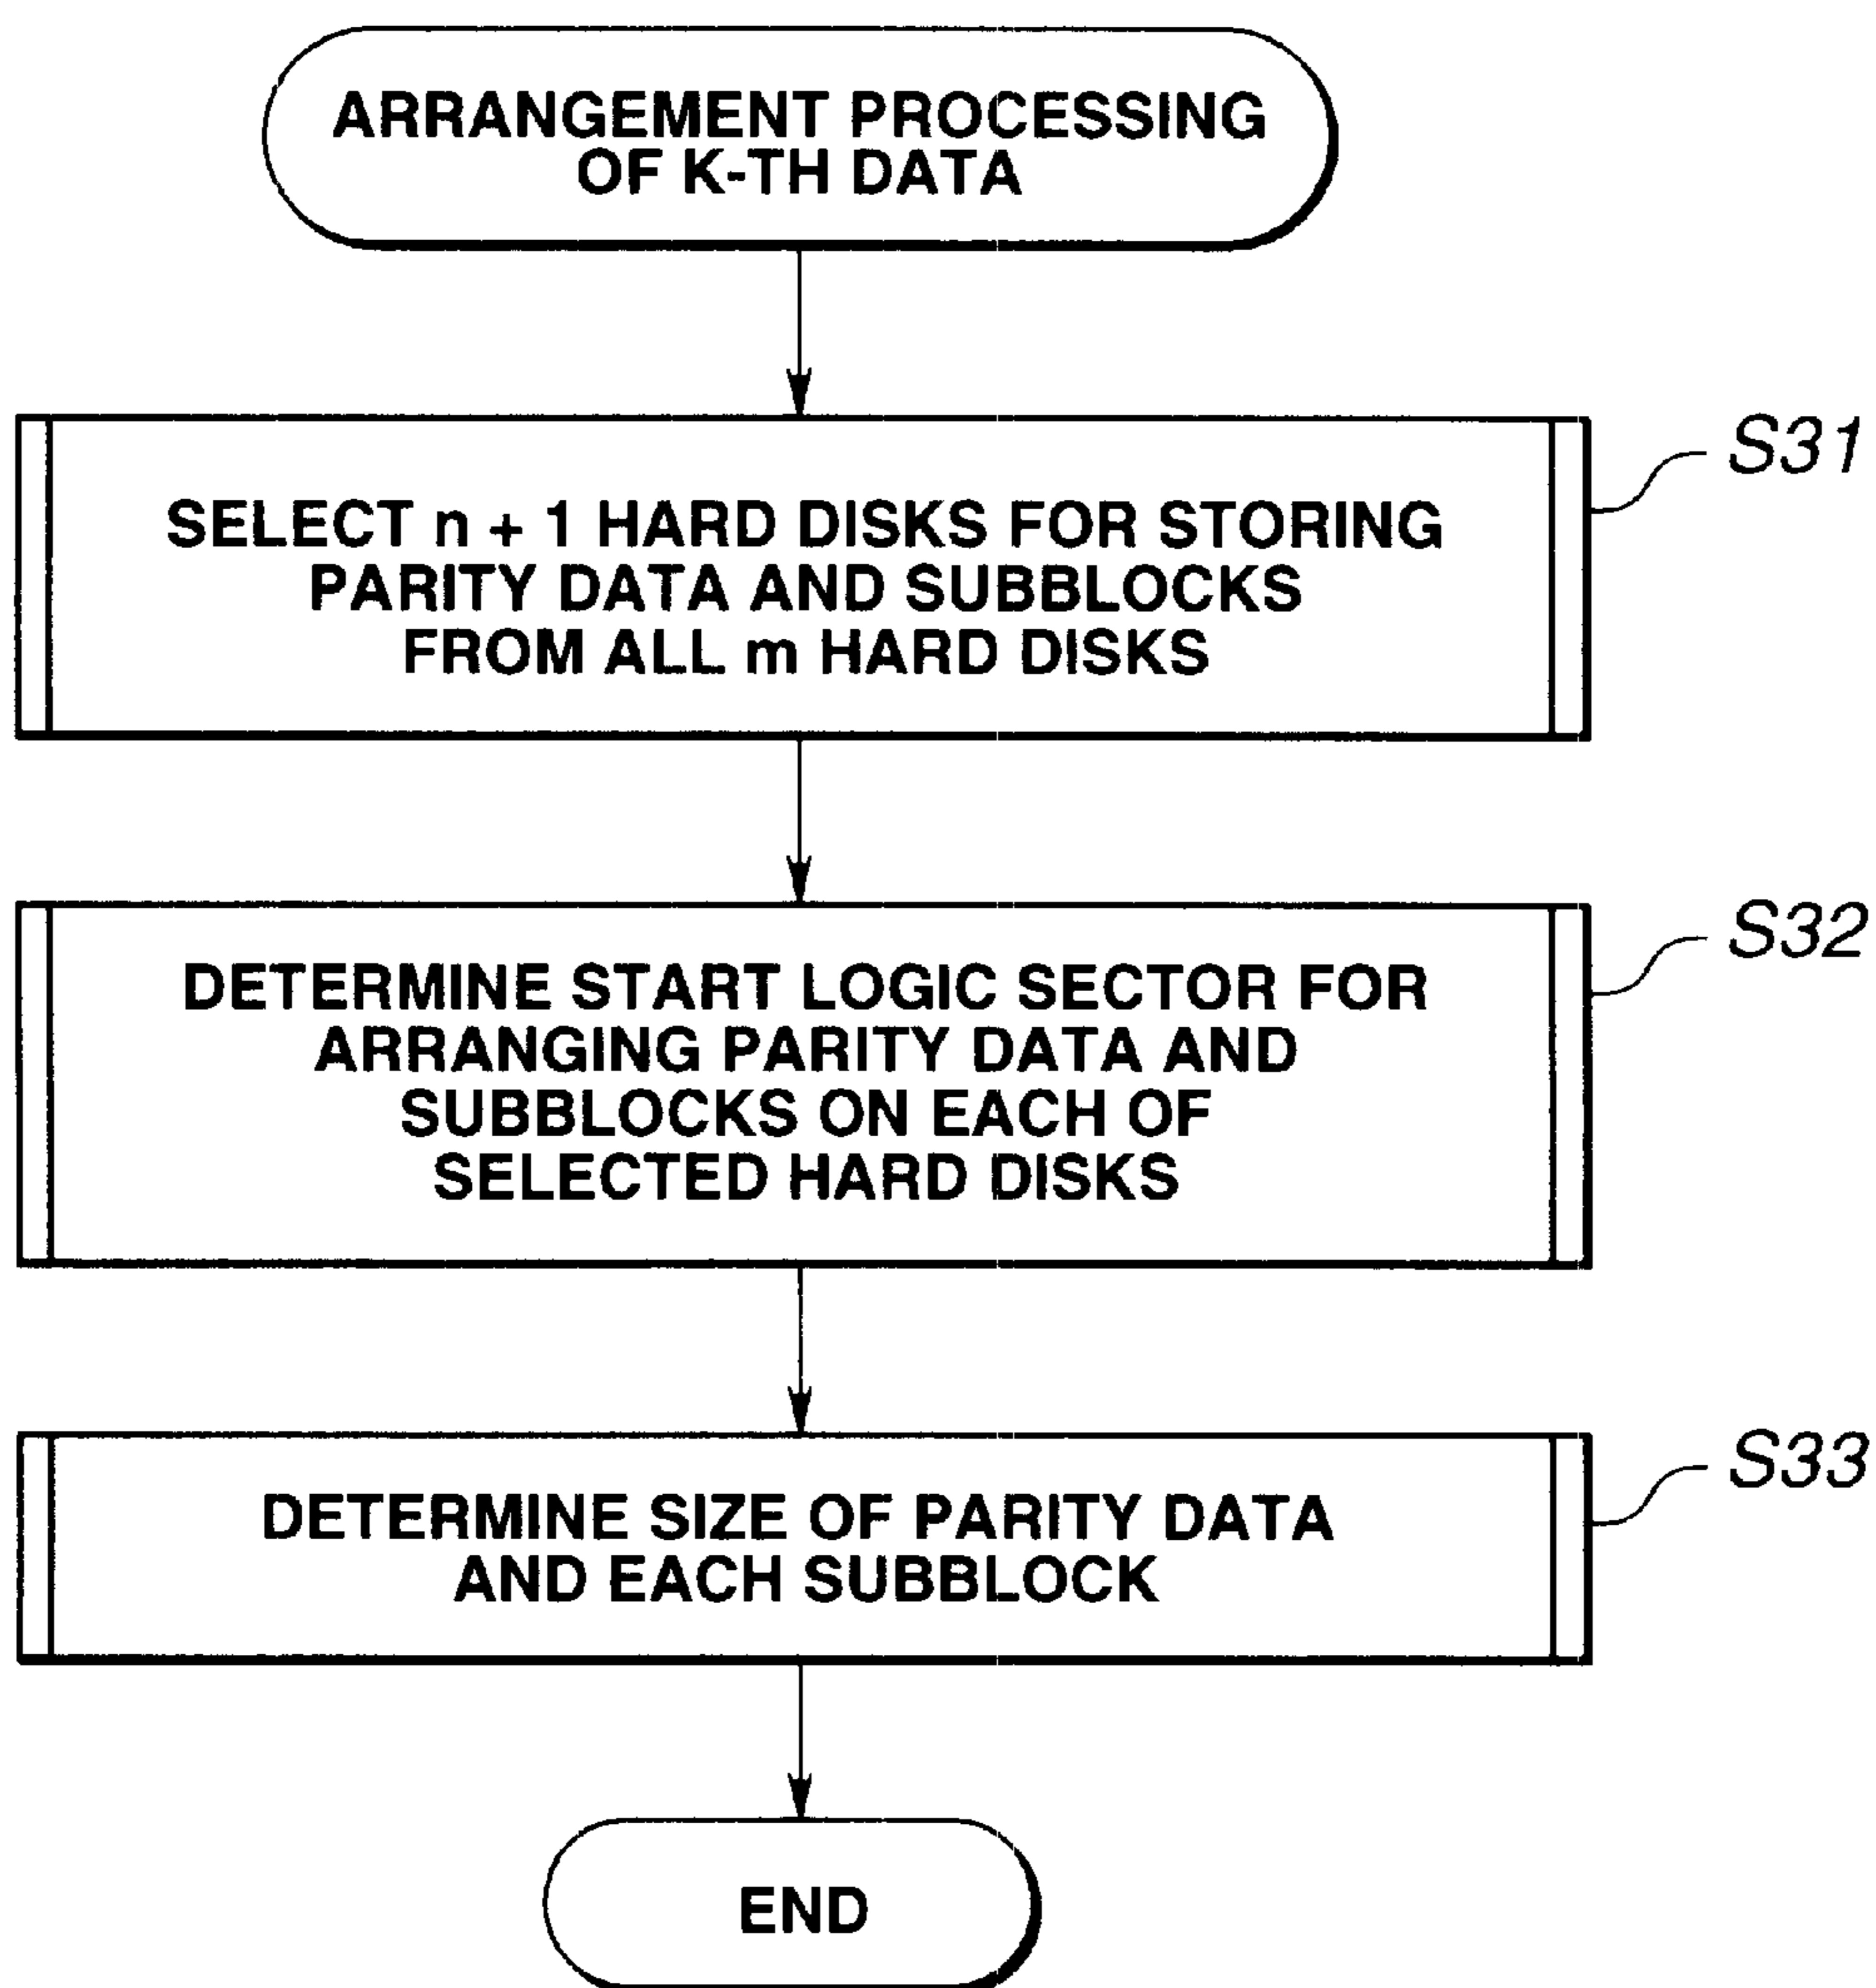 ARRANGEMENT PROCESSING
OF K-TH DATA
SELECT n + 1 HARD DISKS FOR STORING
PARITY DATA AND SUBBLOCKS
FROM ALL m HARD DISKS
S31
DETERMINE START LOGIC SECTOR FOR
ARRANGING PARITY DATA AND
SUBBLOCKS ON EACH OF
SELECTED HARD DISKS
S32
DETERMINE SIZE OF PARITY DATA
AND EACH SUBBLOCK
S33
END